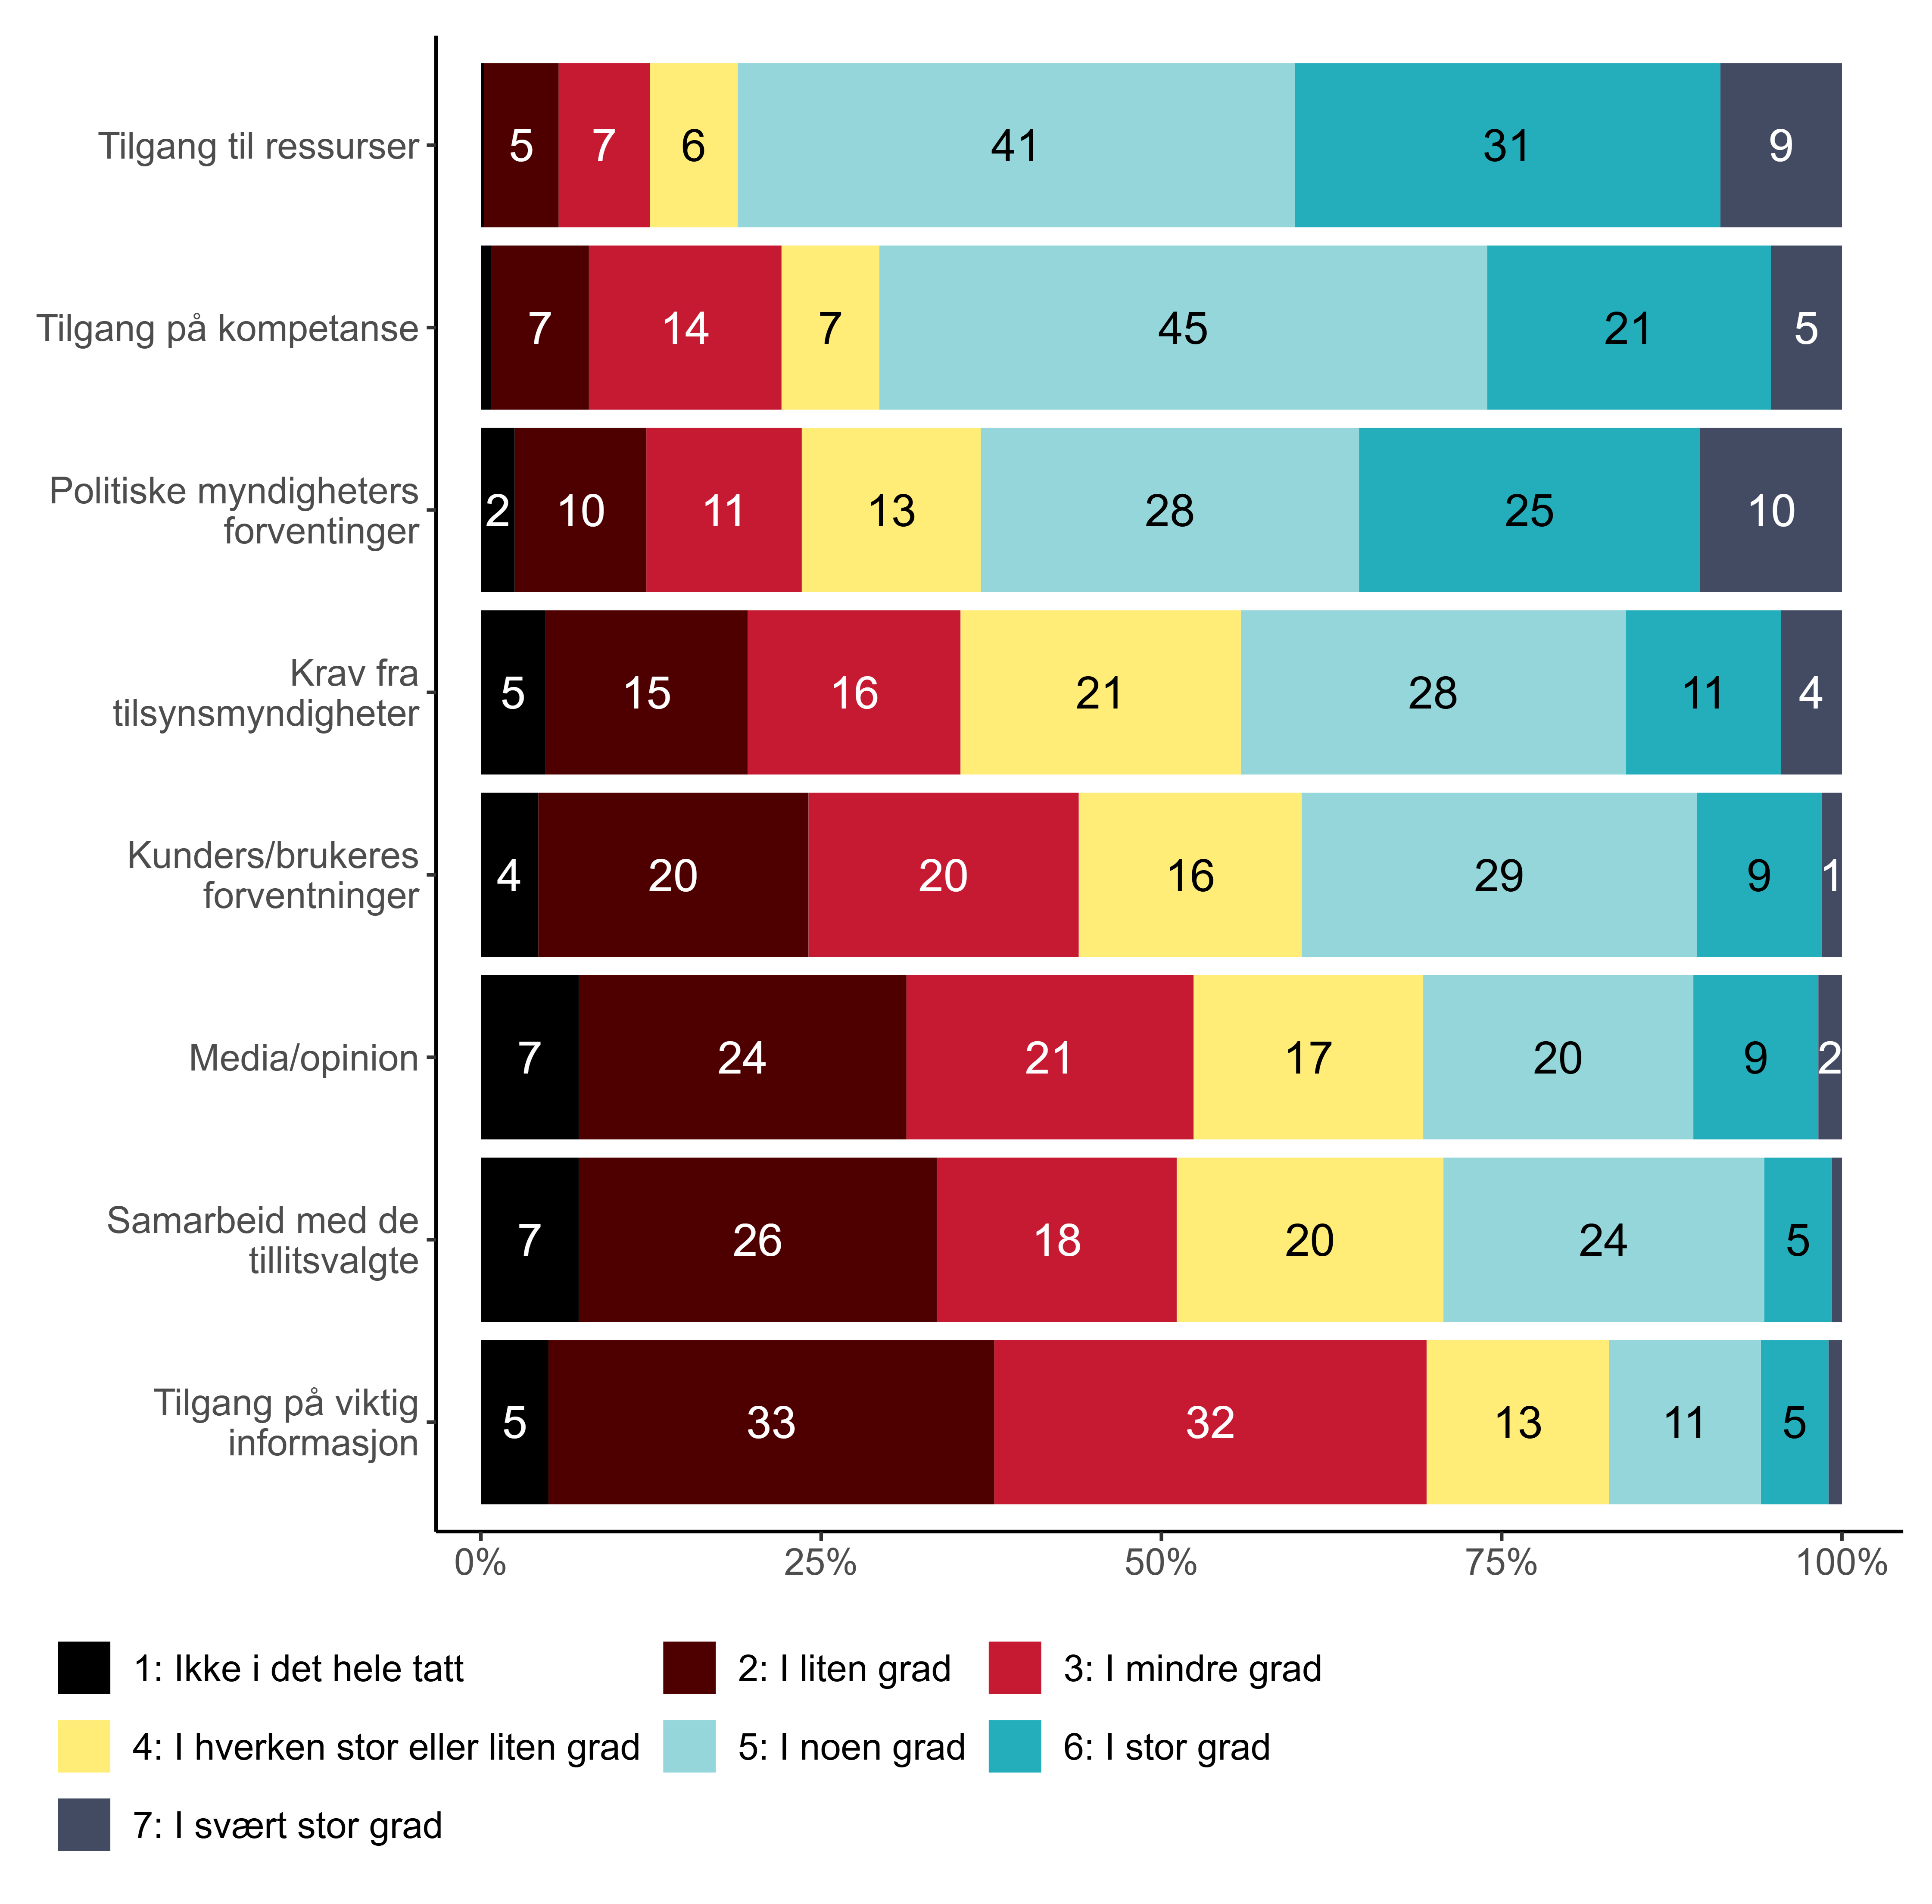 Tilgang til ressurser
5 7 6 41 31 9
Tilgang på kompetanse
7 14 7 45 21 5
Politiske myndigheters
forventinger
2 10 11 13 28 25 10
Krav fra
tilsynsmyndigheter
5 15 16 21 28 11 4
Kunders/brukeres
forventninger
4 20 20 16 29 9 1
Media/opinion
7 24 21 17 20 9 2
Samarbeid med de
tillitsvalgte
7 26 18 20 24 5
Tilgang på viktig
informasjon
5 33 32 13 11 5
0% 25% 50% 75% 100%
1: Ikke i det hele tatt 2: I liten grad 3: I mindre grad
4: I hverken stor eller liten grad 5: I noen grad 6: I stor grad
7: I svært stor grad